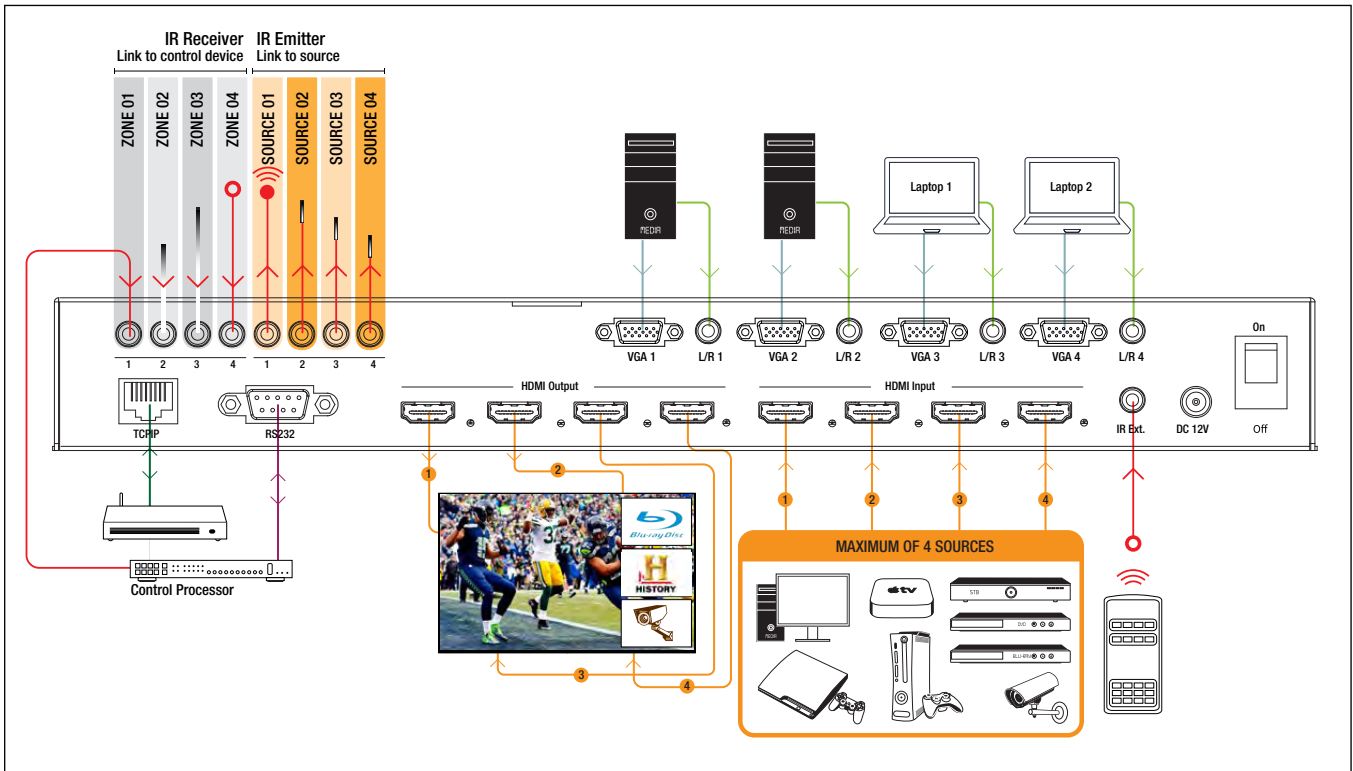 IR Receiver
Link to control device
IR Emitter
Link to source
ZONE 01
ZONE 02
ZONE 03
ZONE 04
SOURCE 01
SOURCE 02
SOURCE 03
SOURCE 04
MEDIA
MEDIA
Laptop 1
Laptop 2
1
2
3
4
1
2
3
4
VGA 1
L/R 1
VGA 2
L/R 2
VGA 3
L/R 3
VGA 4
L/R 4
On
Off
TCPIP
RS232
HDMI Output
HDMI Input
IR Ext.
DC 12V
1
2
3
4
1
2
3
4
Control Processor
Blu-ray Disc
H
HISTORY
MAXIMUM OF 4 SOURCES
MEDIA
tv
STB
DVD
BLU-RAY